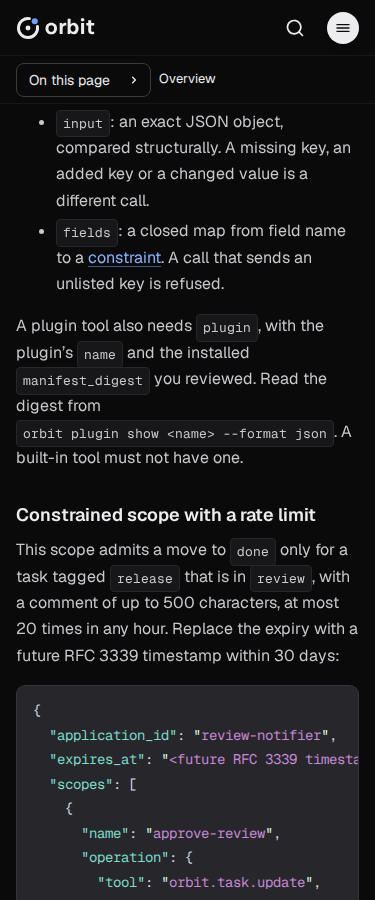 orbit
On this page
Overview
input: an exact JSON object,
compared structurally. A missing key, an
added key or a changed value is a
different call.
fields: a closed map from field name
to a constraint. A call that sends an
unlisted key is refused.
A plugin tool also needs plugin, with the
plugin's name and the installed
manifest_digest you reviewed. Read the
digest from
orbit plugin show <name> --format json. A
built-in tool must not have one.
Constrained scope with a rate limit
This scope admits a move to done only for a
task tagged release that is in review, with
a comment of up to 500 characters, at most
20 times in any hour. Replace the expiry with a
future RFC 3339 timestamp within 30 days:
{
"application_id": "review-notifier",
"expires_at": "<future RFC 3339 timesta
"scopes": [
{
"name": "approve-review",
"operation": {
"tool": "orbit.task.update",